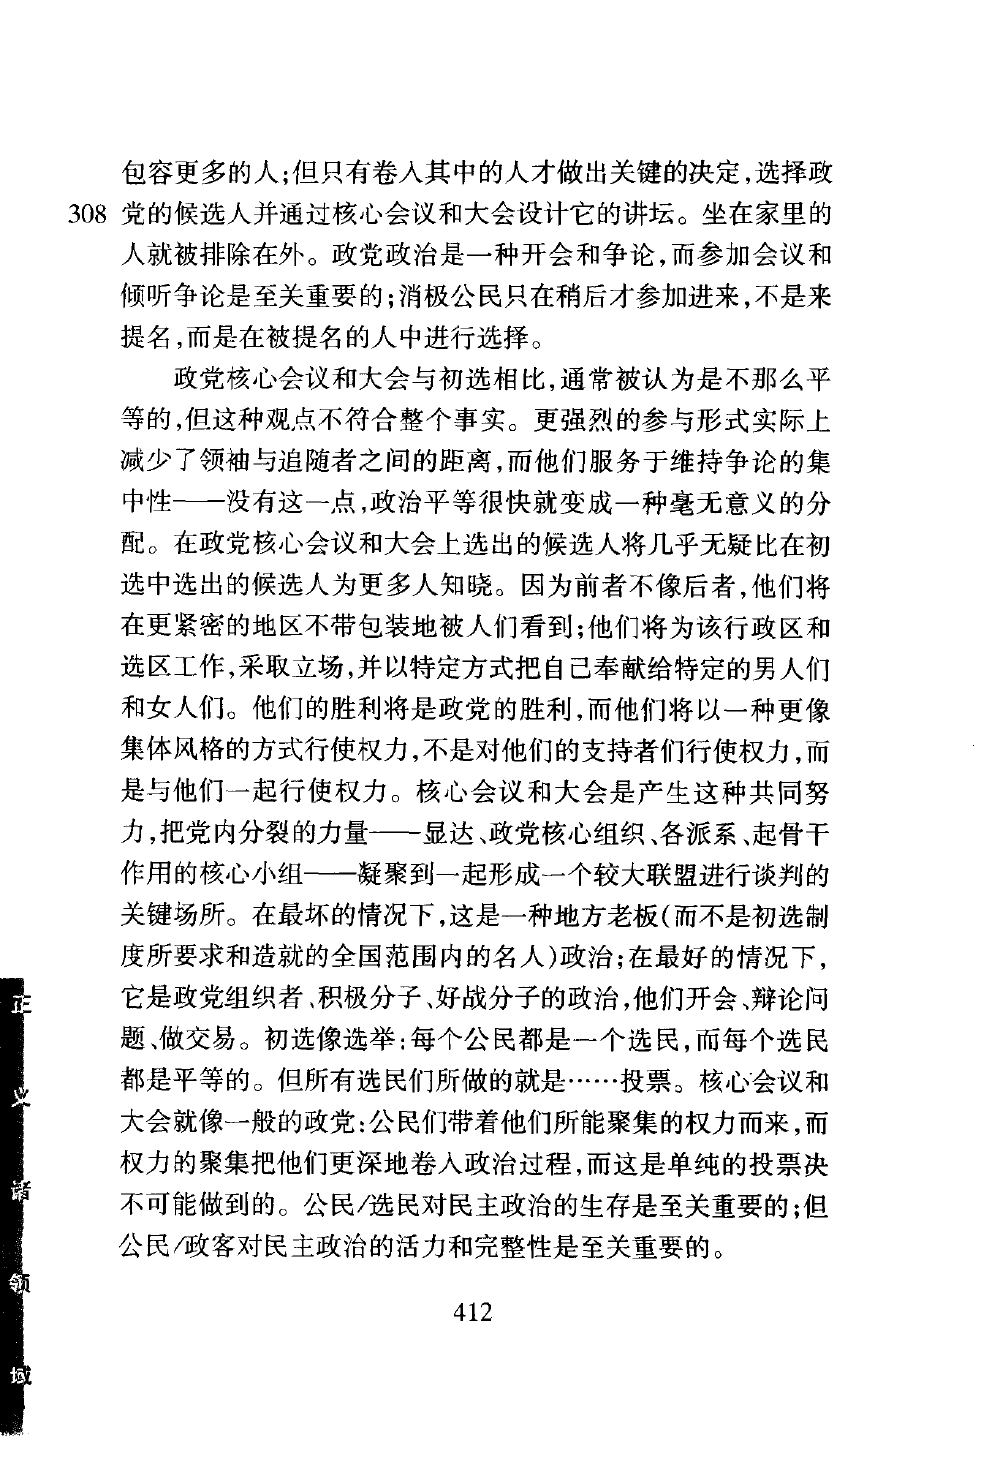 包容更多的人;但只有卷入其中的人才做出关键的决定,选择政
308 党的候选人并通过核心会议和大会设计它的讲坛。坐在家里的
人就被排除在外。政党政治是一种开会和争论,而参加会议和
倾听争论是至关重要的;消极公民只在稍后才参加进来,不是来
提名,而是在被提名的人中进行选择。
政党核心会议和大会与初选相比,通常被认为是不那么平
等的,但这种观点不符合整个事实。更强烈的参与形式实际上
减少了领袖与追随者之间的距离,而他们服务于维持争论的集
中性——没有这一点,政治平等很快就变成一种毫无意义的分
配。在政党核心会议和大会上选出的候选人将几乎无疑比在初
选中选出的候选人为更多人知晓。因为前者不像后者,他们将
在更紧密的地区不带包装地被人们看到;他们将为该行政区和
选区工作,采取立场,并以特定方式把自己奉献给特定的男人们
和女人们。他们的胜利将是政党的胜利,而他们将以一种更像
集体风格的方式行使权力,不是对他们的支持者们行使权力,而
是与他们一起行使权力。核心会议和大会是产生这种共同努
力,把党内分裂的力量——显达、政党核心组织、各派系、起骨干
作用的核心小组——凝聚到一起形成一个较大联盟进行谈判的
关键场所。在最坏的情况下,这是一种地方老板(而不是初选制
度所要求和造就的全国范围内的名人)政治;在最好的情况下,
它是政党组织者、积极分子、好战分子的政治,他们开会、辩论问
题、做交易。初选像选举:每个公民都是一个选民,而每个选民
都是平等的。但所有选民们所做的就是……投票。核心会议和
大会就像一般的政党:公民们带着他们所能聚集的权力而来,而
权力的聚集把他们更深地卷入政治过程,而这是单纯的投票决
不可能做到的。公民/选民对民主政治的生存是至关重要的;但
公民/政客对民主政治的活力和完整性是至关重要的。
412
正义诸领域